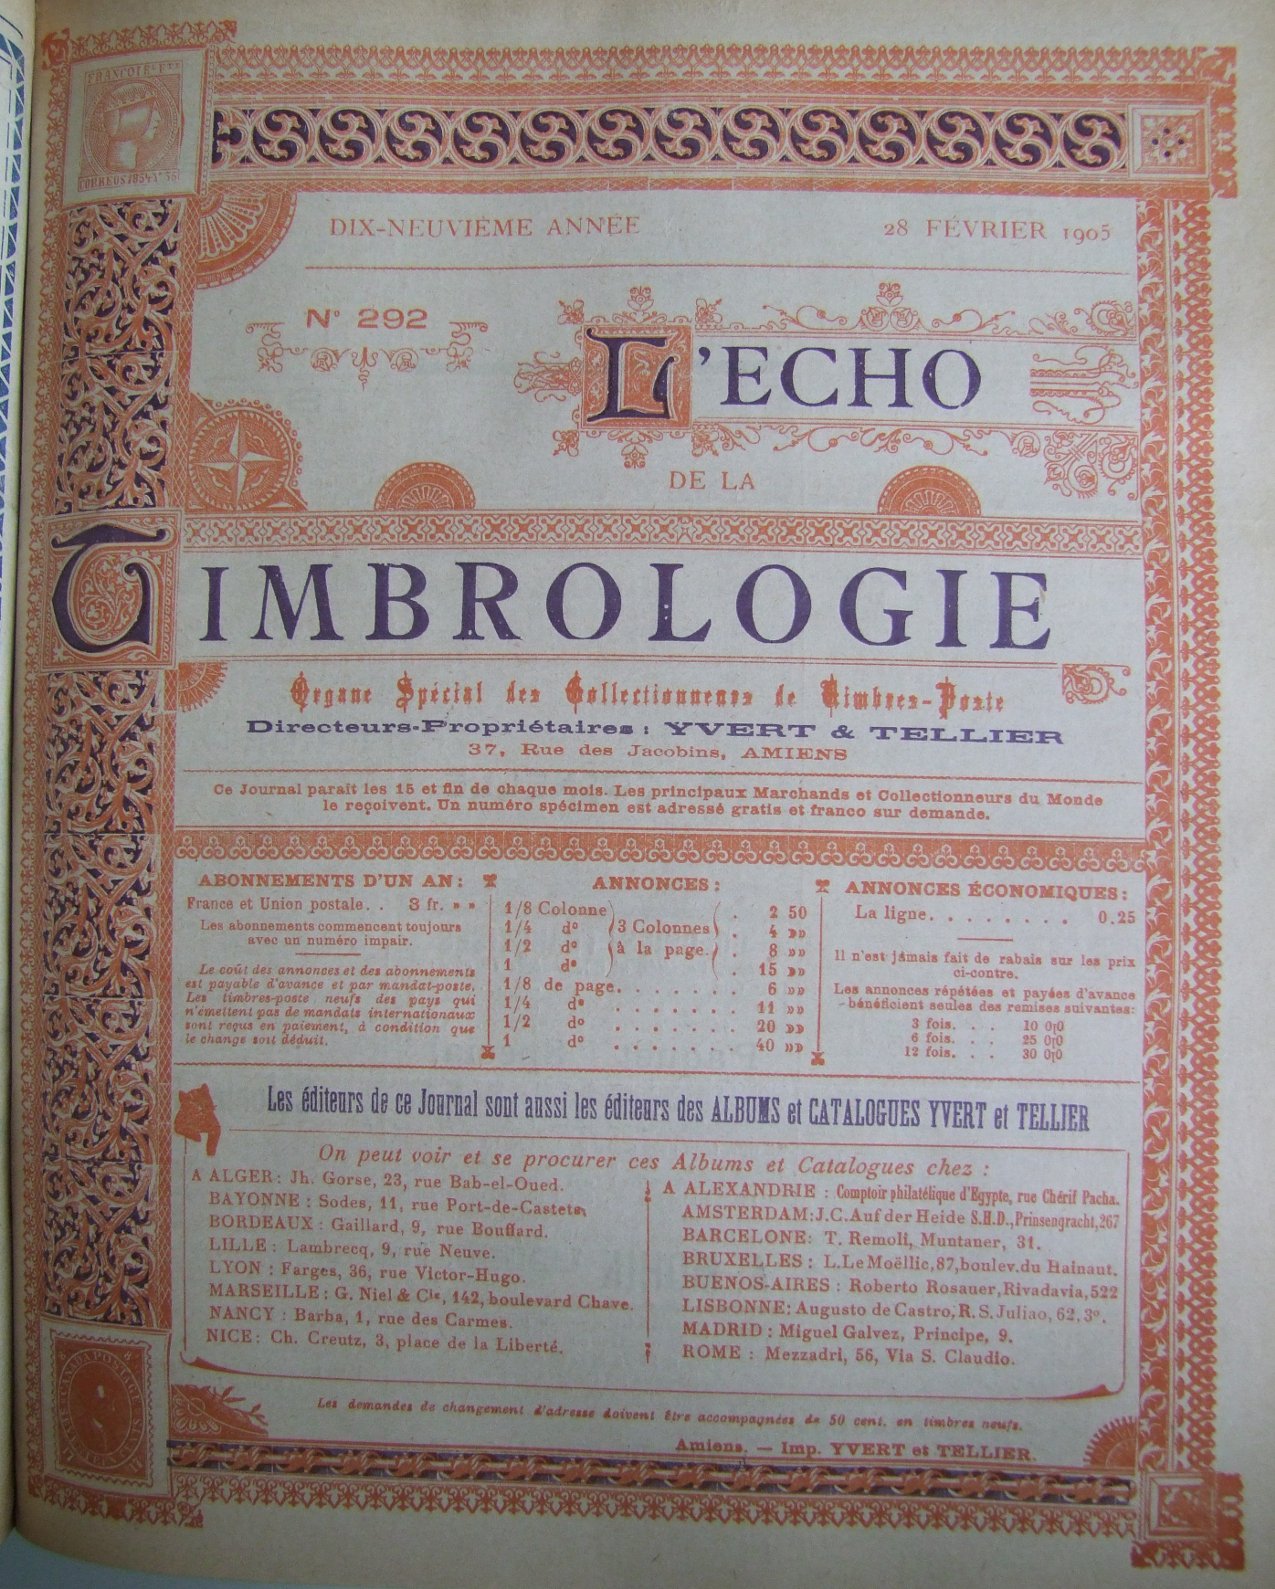 FRANCO 1R. Fte.
CORREOS 1854 Y 55
DIX-NEUVIÈME ANNÉE
28 FÉVRIER 1905
N° 292
L'ECHO
DE LA
TIMBROLOGIE
Organe Spécial des Collectionneurs de Timbres-Poste
Directeurs-Propriétaires : YVERT & TELLIER
37, Rue des Jacobins, AMIENS
Ce Journal paraît les 15 et fin de chaque mois. Les principaux Marchands et Collectionneurs du Monde
le reçoivent. Un numéro spécimen est adressé gratis et franco sur demande.
ABONNEMENTS D'UN AN :
France et Union postale. . 3 fr. » »
Les abonnements commencent toujours
avec un numéro impair.
Le coût des annonces et des abonnements
est payable d'avance et par mandat-poste.
Les timbres-poste neufs des pays qui
n'émettent pas de mandats internationaux
sont reçus en paiement, à condition que
le change soit déduit.
ANNONCES :
1/8 Colonne . 2 50
1/4 d° 3 Colonnes . 4 »»
1/2 d° à la page. . 8 »»
1 d° . 15 »»
1/8 de page. . . . . . . . 6 »»
1/4 d° . . . . . . . 11 »»
1/2 d° . . . . . . . 20 »»
1 d° . . . . . . . 40 »»
ANNONCES ÉCONOMIQUES :
La ligne. . . . . . . . 0.25
Il n'est jamais fait de rabais sur les prix
ci-contre.
Les annonces répétées et payées d'avance
bénéficient seules des remises suivantes:
3 fois. . . 10 0|0
6 fois. . . 25 0|0
12 fois. . . 30 0|0
Les éditeurs de ce Journal sont aussi les éditeurs des ALBUMS et CATALOGUES YVERT et TELLIER
On peut voir et se procurer ces Albums et Catalogues chez :
A ALGER : Jh. Gorse, 23, rue Bab-el-Oued.
BAYONNE : Sodes, 11, rue Port-de-Castets.
BORDEAUX : Gaillard, 9, rue Bouffard.
LILLE : Lambrecq, 9, rue Neuve.
LYON : Farges, 36, rue Victor-Hugo.
MARSEILLE : G. Niel & Cie, 142, boulevard Chave.
NANCY : Barba, 1, rue des Carmes.
NICE : Ch. Creutz, 3, place de la Liberté.
A ALEXANDRIE : Comptoir philatélique d'Egypte, rue Chérif Pacha.
AMSTERDAM: J.C. Auf der Heide S.H.D., Prinsengracht, 267
BARCELONE: T. Remoli, Muntaner, 31.
BRUXELLES : L. Le Moëllic, 87, boulev. du Hainaut.
BUENOS-AIRES : Roberto Rosauer, Rivadavia, 522
LISBONNE: Augusto de Castro, R. S. Juliao, 62. 3°.
MADRID : Miguel Galvez, Principe, 9.
ROME : Mezzadri, 56, Via S. Claudio.
Les demandes de changement d'adresse doivent être accompagnées de 50 cent. en timbres neufs.
Amiens. — Imp. YVERT et TELLIER.
CANADA POSTAGE